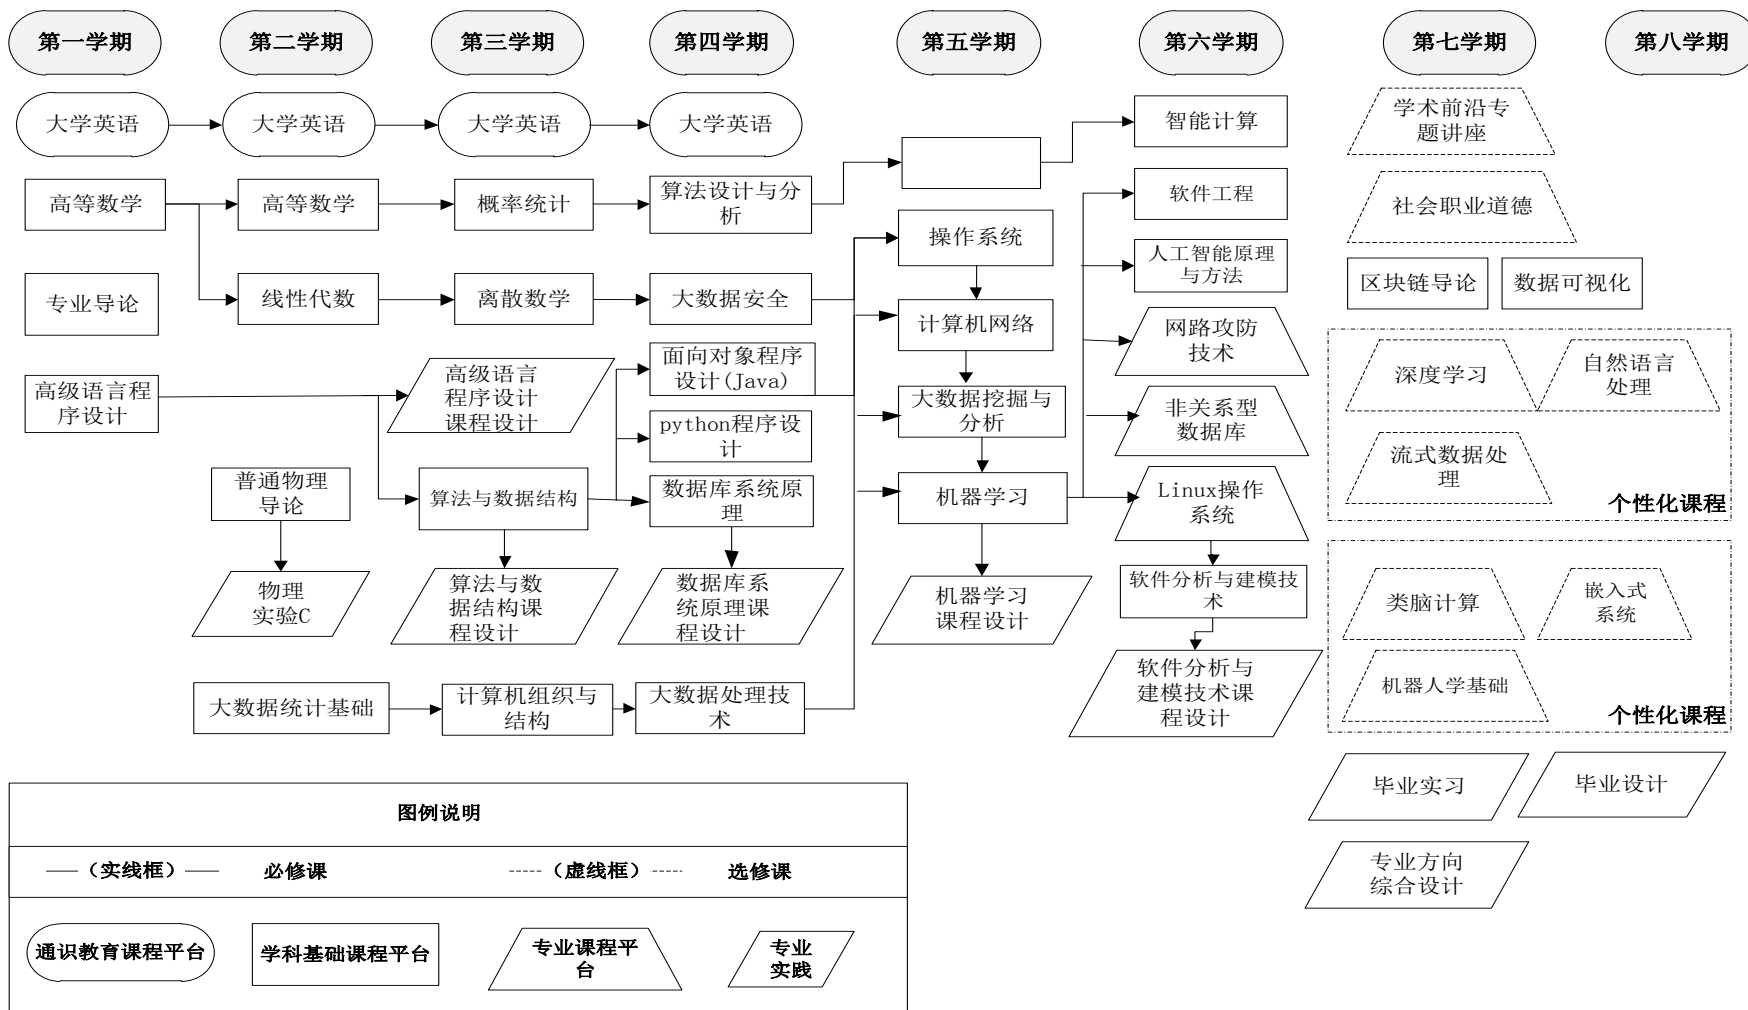 第一学期
第二学期
第三学期
第四学期
第五学期
第六学期
第七学期
第八学期
大学英语
大学英语
大学英语
大学英语
智能计算
学术前沿专
题讲座
高等数学
高等数学
概率统计
算法设计与分
析
软件工程
社会职业道德
操作系统
人工智能原理
与方法
专业导论
线性代数
离散数学
大数据安全
计算机网络
区块链导论
数据可视化
网路攻防
技术
高级语言程
序设计
高级语言
程序设计
课程设计
面向对象程序
设计(Java)
大数据挖掘与
分析
非关系型
数据库
深度学习
自然语言
处理
python程序设
计
流式数据处
理
个性化课程
普通物理
导论
算法与数据结构
数据库系统原
理
机器学习
Linux操作
系统
物理
实验C
算法与数
据结构课
程设计
数据库系
统原理课
程设计
机器学习
课程设计
软件分析与建模技
术
类脑计算
嵌入式
系统
机器人学基础
个性化课程
大数据统计基础
计算机组织与
结构
大数据处理技
术
软件分析与
建模技术课
程设计
毕业实习
毕业设计
专业方向
综合设计
图例说明
（实线框）
必修课
（虚线框）
选修课
通识教育课程平台
学科基础课程平台
专业课程平
台
专业
实践